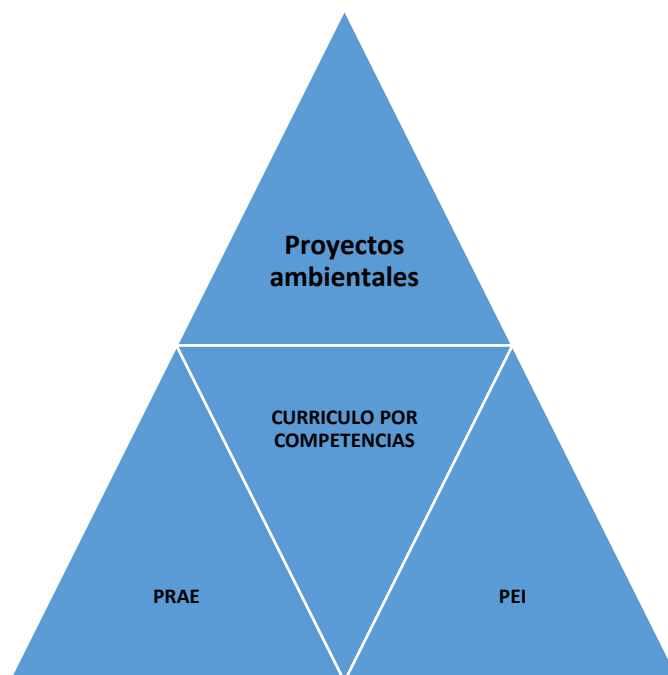 Proyectos
ambientales
CURRICULO POR
COMPETENCIAS
PRAE
PEI